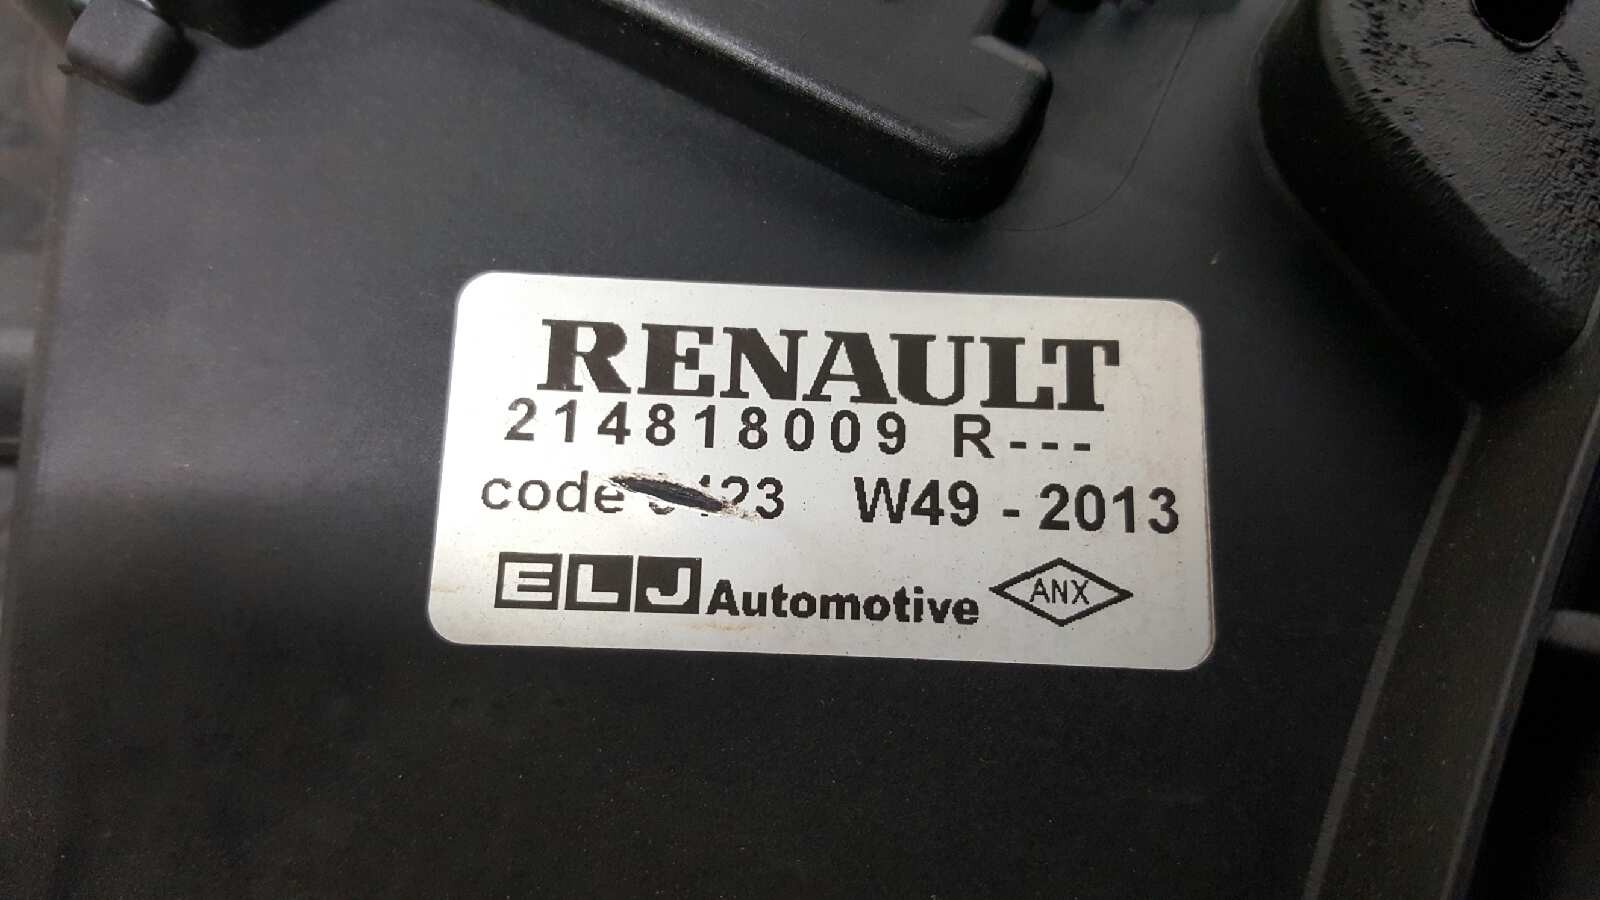 RENAULT
214818009 R---
code W49 - 2013
ELJ Automotive ANX